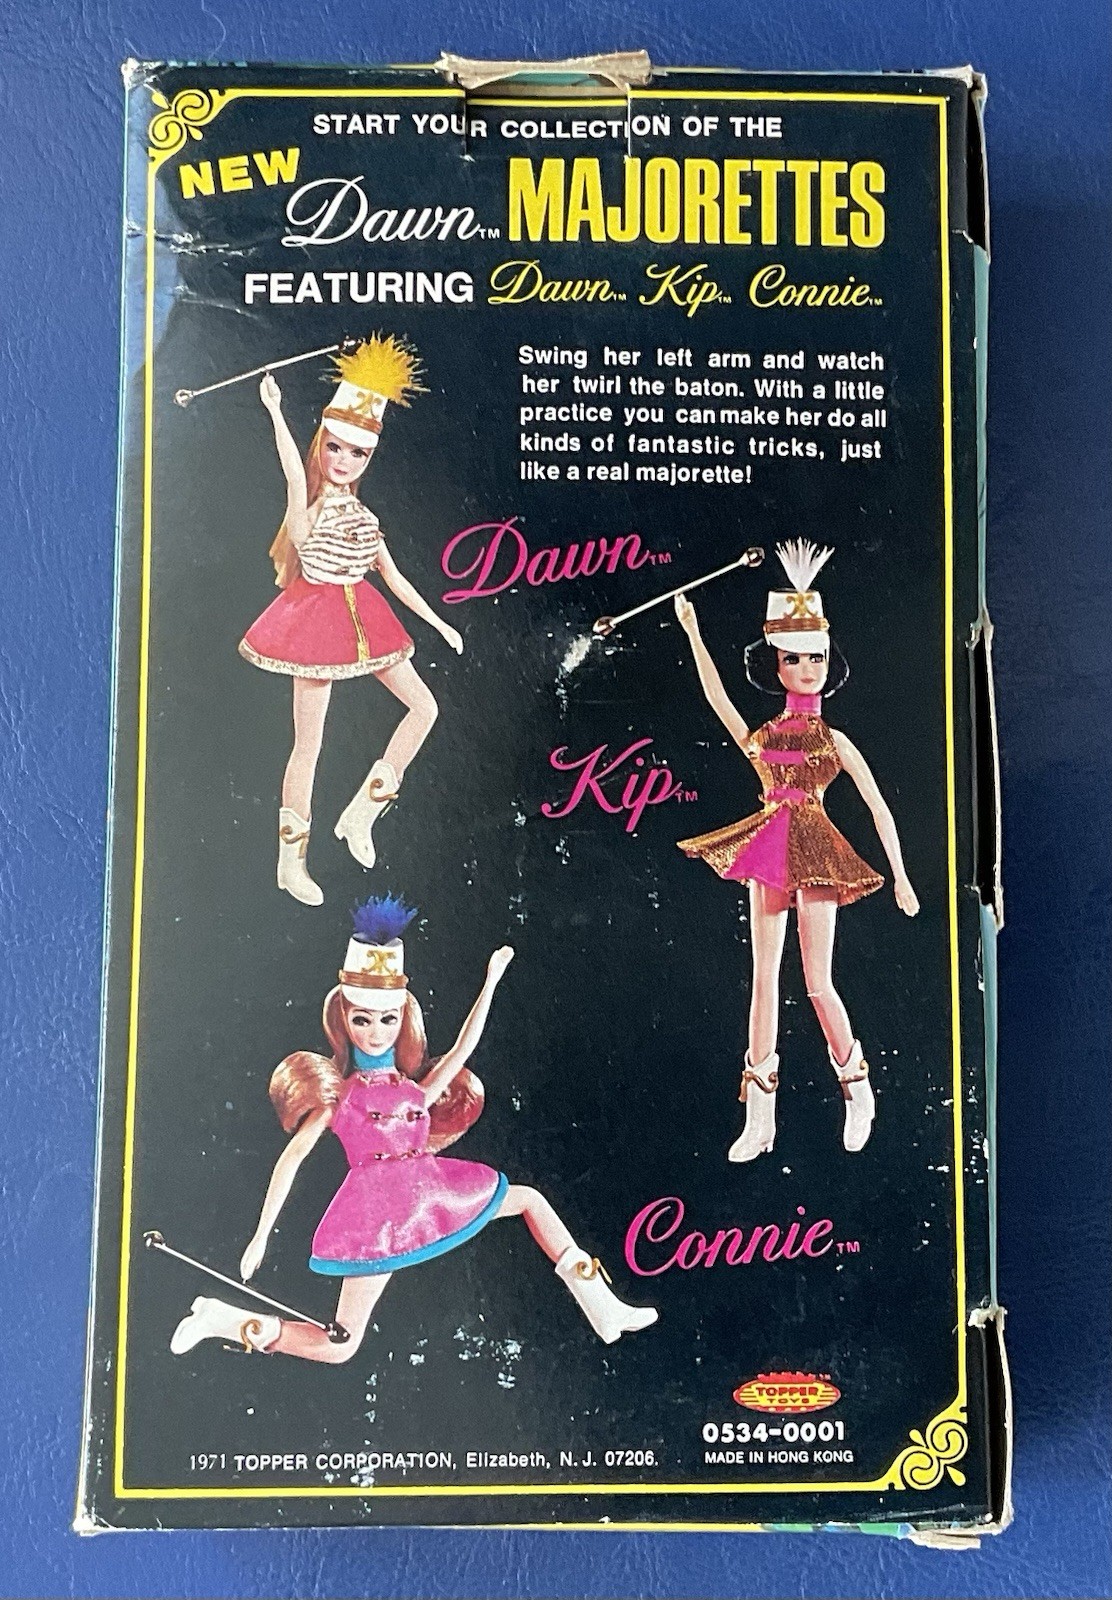 START YOUR COLLECTION OF THE
NEW
Dawn™ MAJORETTES
FEATURING Dawn™ Kip™ Connie™
Swing her left arm and watch
her twirl the baton. With a little
practice you can make her do all
kinds of fantastic tricks, just
like a real majorette!
Dawn™
Kip™
Connie™
TOPPER™
TOYS
0534-0001
1971 TOPPER CORPORATION, Elizabeth, N.J. 07206.
MADE IN HONG KONG